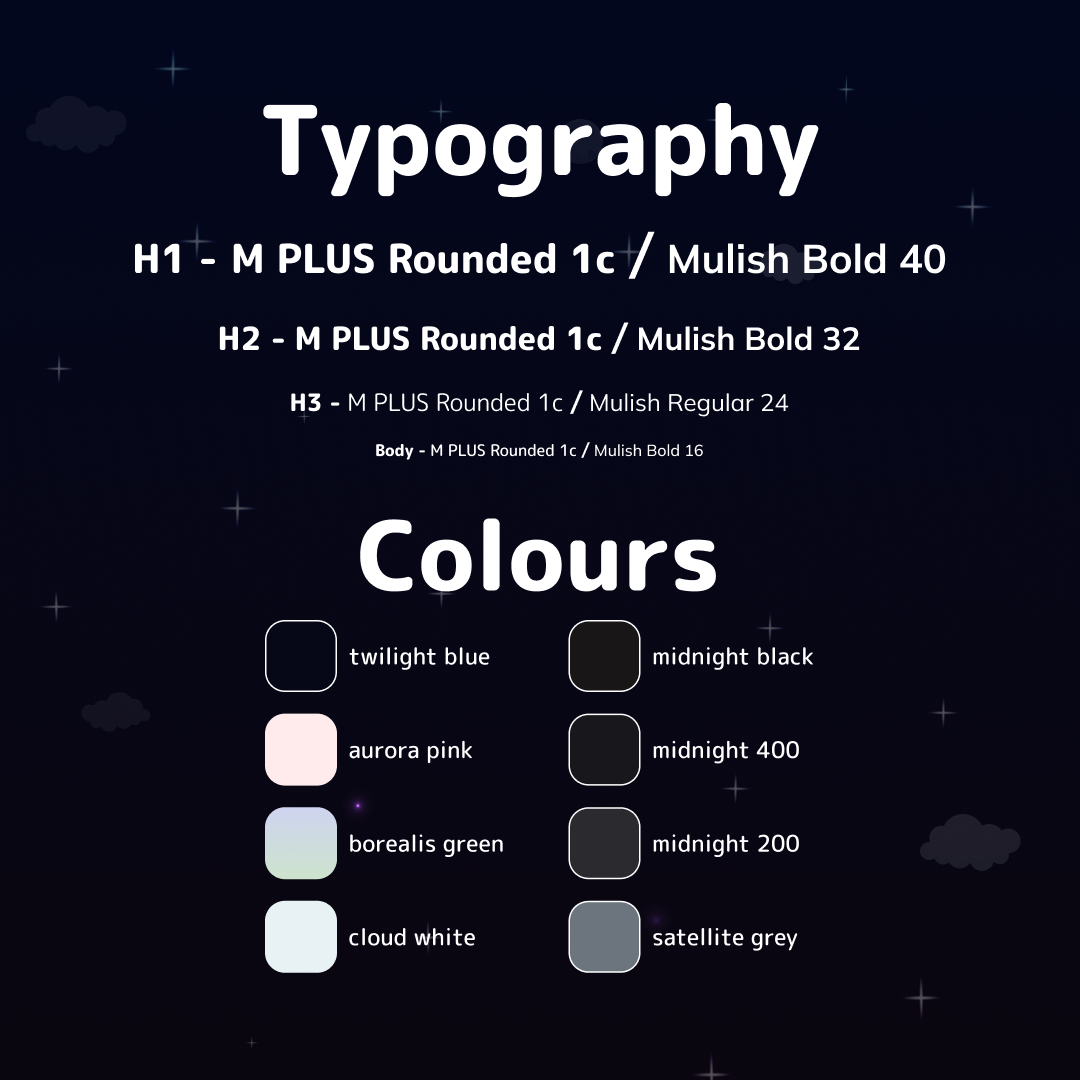 Typography
H1 - M PLUS Rounded 1c / Mulish Bold 40
H2 - M PLUS Rounded 1c / Mulish Bold 32
H3 - M PLUS Rounded 1c / Mulish Regular 24
Body - M PLUS Rounded 1c / Mulish Bold 16
Colours
twilight blue
midnight black
aurora pink
midnight 400
borealis green
midnight 200
cloud white
satellite grey